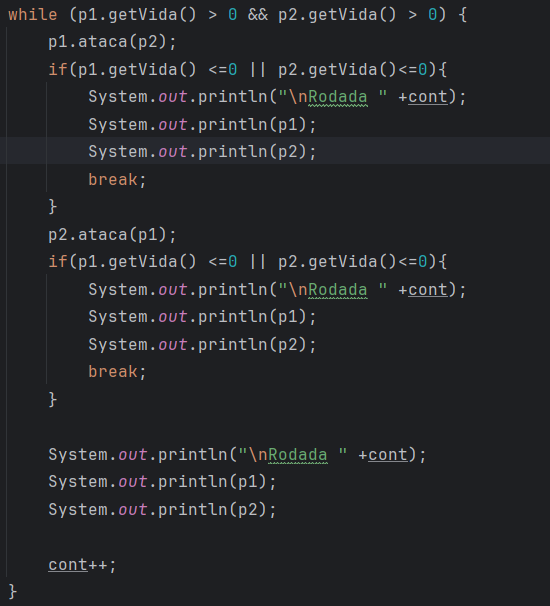 while (p1.getVida() > 0 && p2.getVida() > 0) {
    p1.ataca(p2);
    if(p1.getVida() <=0 || p2.getVida()<=0){
        System.out.println("\nRodada " +cont);
        System.out.println(p1);
        System.out.println(p2);
        break;
    }
    p2.ataca(p1);
    if(p1.getVida() <=0 || p2.getVida()<=0){
        System.out.println("\nRodada " +cont);
        System.out.println(p1);
        System.out.println(p2);
        break;
    }

    System.out.println("\nRodada " +cont);
    System.out.println(p1);
    System.out.println(p2);

    cont++;
}